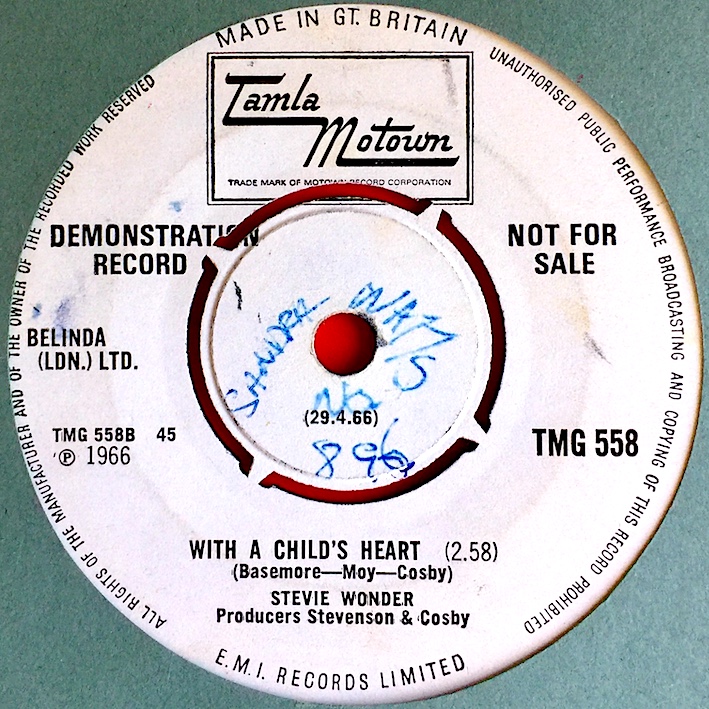 MADE IN GT. BRITAIN
UNAUTHORISED PUBLIC PERFORMANCE BROADCASTING AND COPYING OF THIS RECORD PROHIBITED
ALL RIGHTS OF THE MANUFACTURER AND OF THE OWNER OF THE RECORDED WORK RESERVED
Tamla
Motown
TRADE MARK OF MOTOWN RECORD CORPORATION
DEMONSTRATION
RECORD
NOT FOR
SALE
BELINDA
(LDN.) LTD.
No
(29.4.66)
896
TMG 558B 45
℗ 1966
TMG 558
WITH A CHILD'S HEART (2.58)
(Basemore—Moy—Cosby)
STEVIE WONDER
Producers Stevenson & Cosby
E.M.I. RECORDS LIMITED